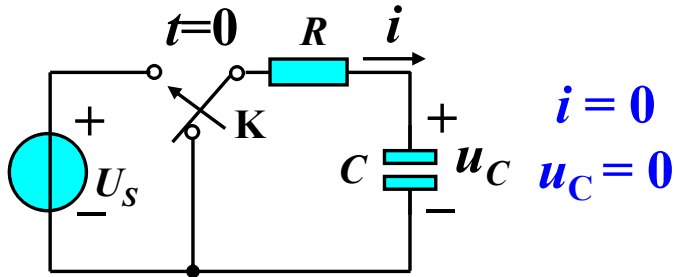 t=0
R
i
K
+
U_S
−
C
+
u_C
−
i = 0
u_C = 0